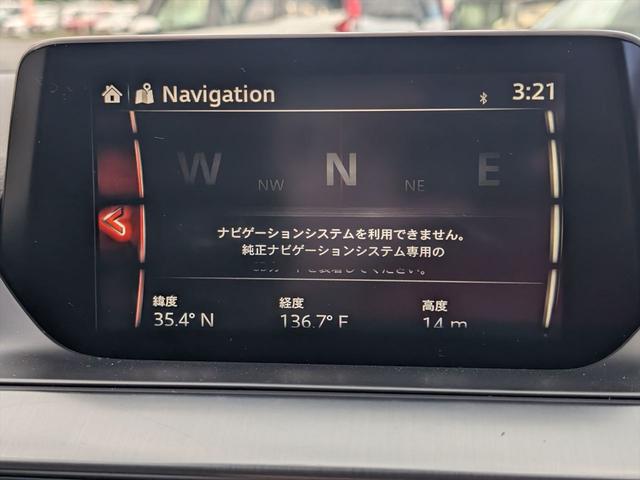 Navigation 3:21
W NW N NE E
ナビゲーションシステムを利用できません。
純正ナビゲーションシステム専用の
緯度 経度 高度
35.4° N 136.7° E 14 m